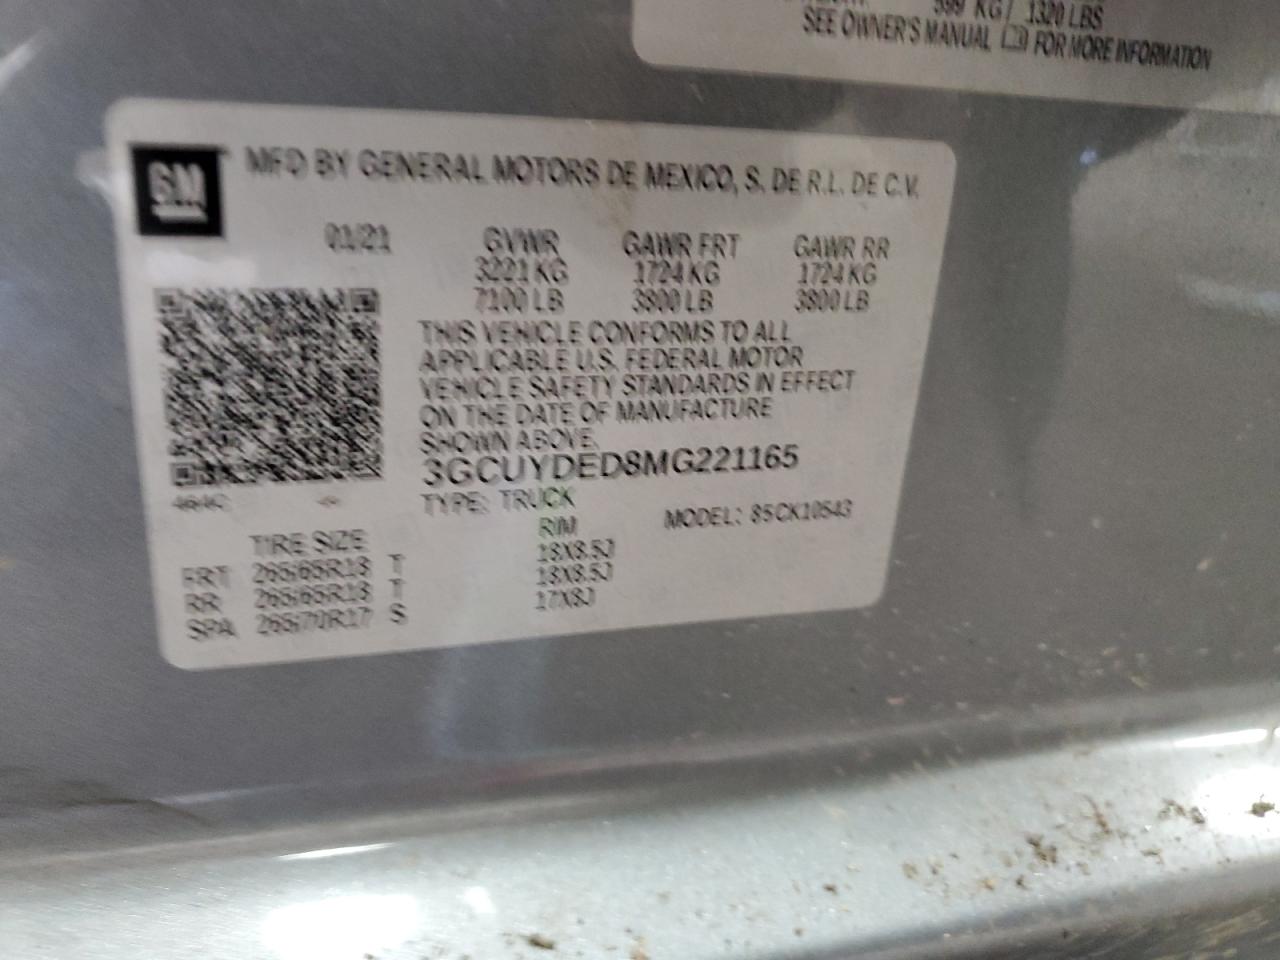 599 KG / 1320 LBS
SEE OWNER'S MANUAL FOR MORE INFORMATION
GM
MFD BY GENERAL MOTORS DE MEXICO, S. DE R.L. DE C.V.
01/21 GVWR GAWR FRT GAWR RR
3221 KG 1724 KG 1724 KG
7100 LB 3800 LB 3800 LB
THIS VEHICLE CONFORMS TO ALL
APPLICABLE U.S. FEDERAL MOTOR
VEHICLE SAFETY STANDARDS IN EFFECT
ON THE DATE OF MANUFACTURE
SHOWN ABOVE.
3GCUYDED8MG221165
TYPE: TRUCK MODEL: 85CK10543
TIRE SIZE RIM
FRT 265/65R18 T 18X8.5J
RR 265/65R18 T 18X8.5J
SPA 265/70R17 S 17X8J